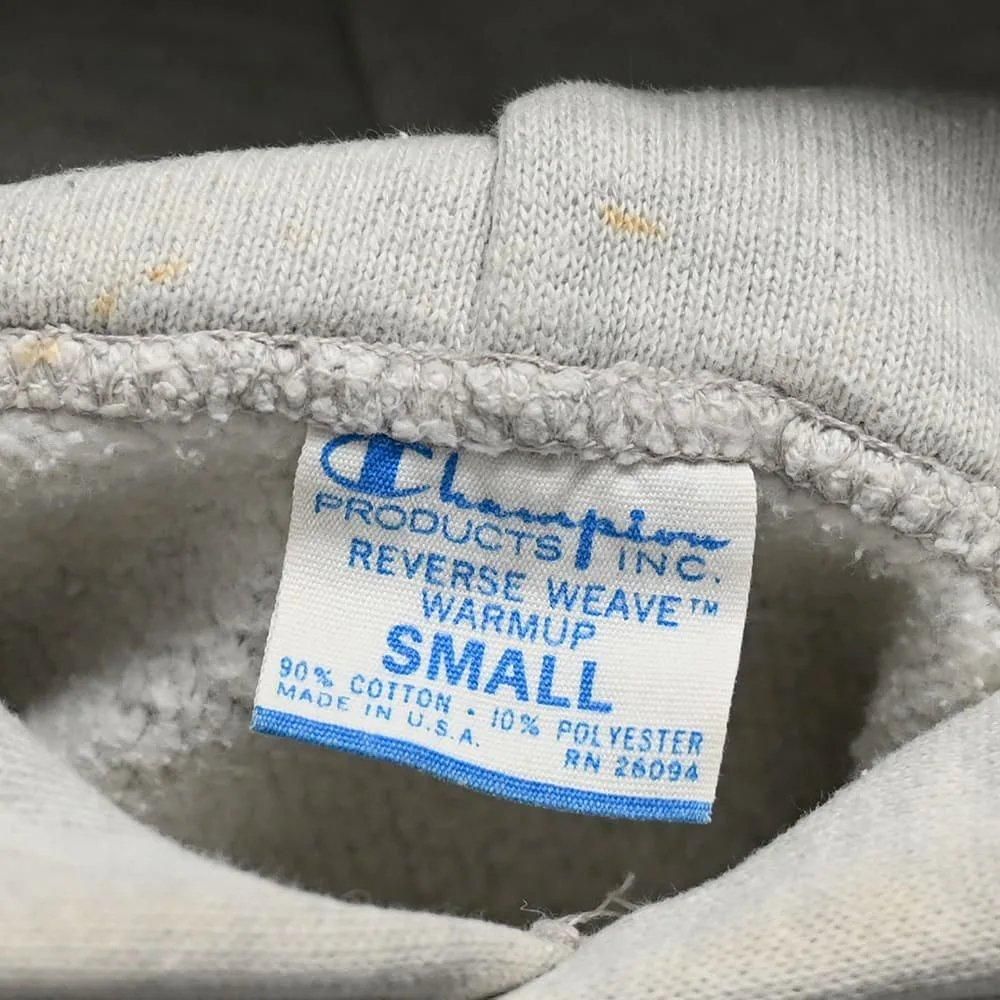 Champion
PRODUCTS INC.
REVERSE WEAVE™
WARMUP
SMALL
90% COTTON · 10% POLYESTER
MADE IN U.S.A.
RN 26094